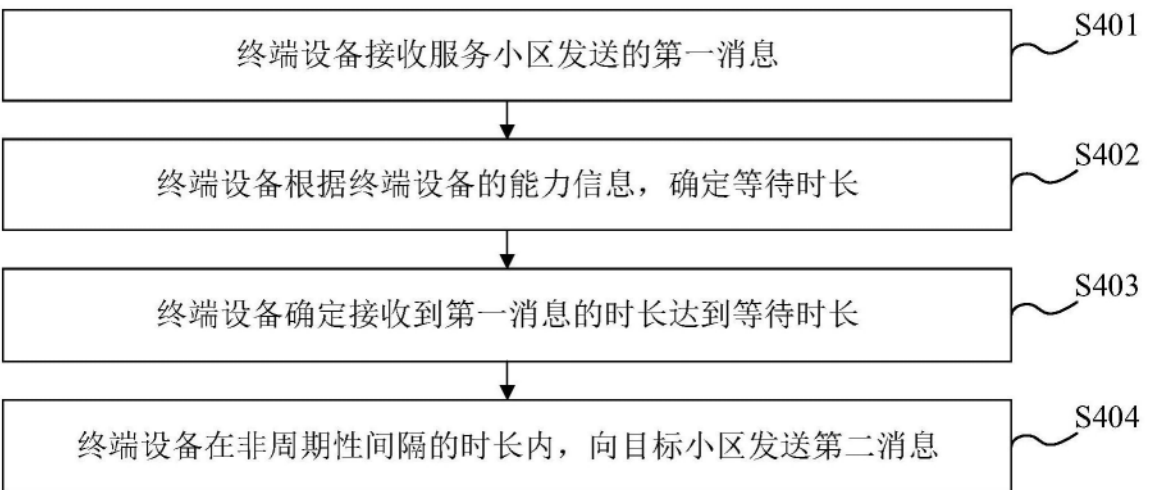 终端设备接收服务小区发送的第一消息
S401
终端设备根据终端设备的能力信息，确定等待时长
S402
终端设备确定接收到第一消息的时长达到等待时长
S403
终端设备在非周期性间隔的时长内，向目标小区发送第二消息
S404